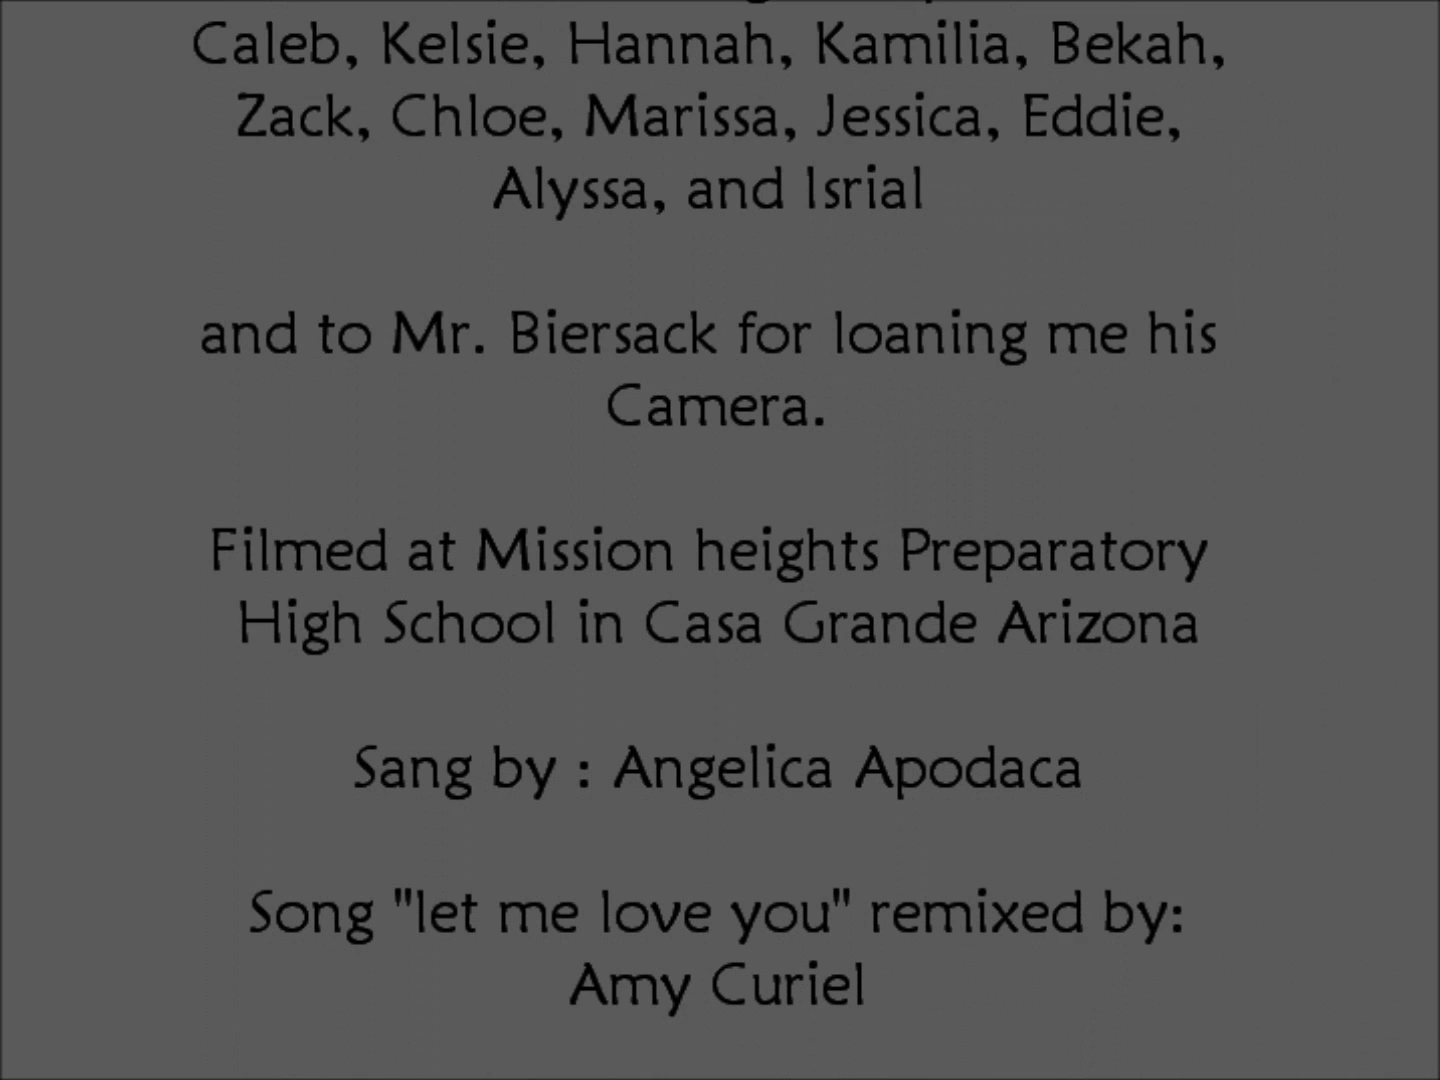 Caleb, Kelsie, Hannah, Kamilia, Bekah,
Zack, Chloe, Marissa, Jessica, Eddie,
Alyssa, and Isrial
and to Mr. Biersack for loaning me his
Camera.
Filmed at Mission heights Preparatory
High School in Casa Grande Arizona
Sang by : Angelica Apodaca
Song "let me love you" remixed by:
Amy Curiel